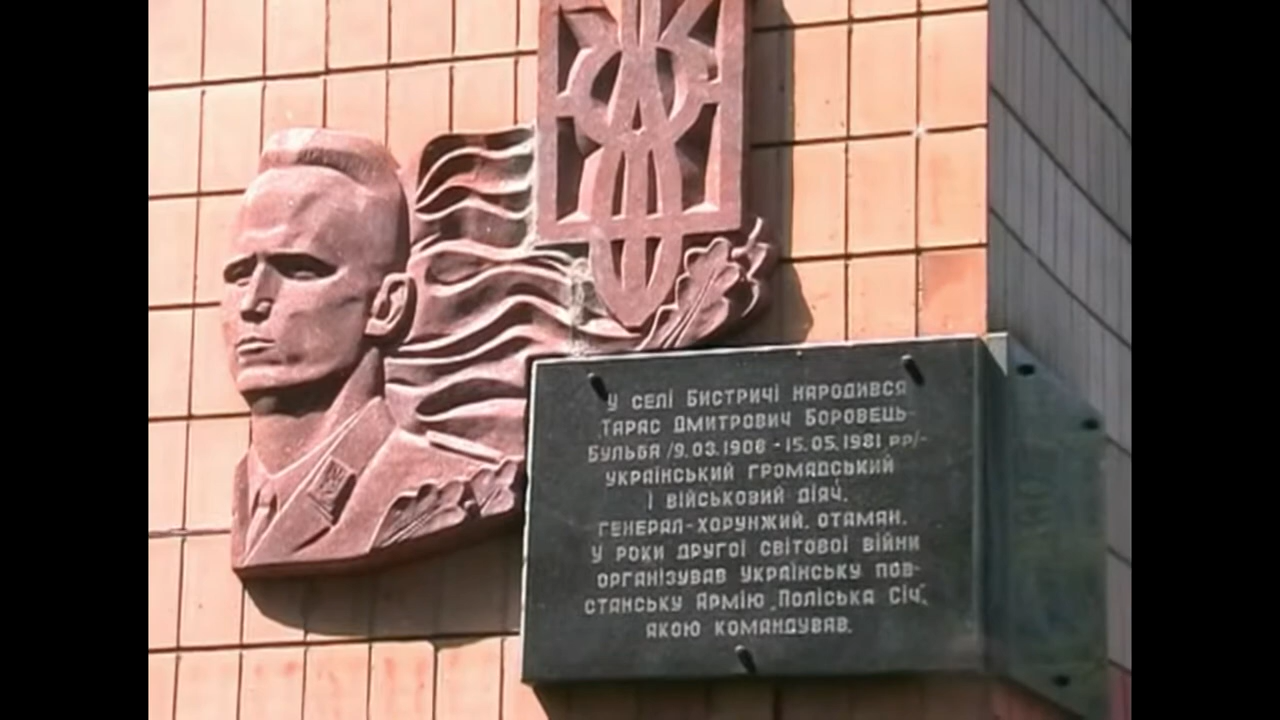 У СЕЛІ БИСТРИЧІ НАРОДИВСЯ
ТАРАС ДМИТРОВИЧ БОРОВЕЦЬ-
БУЛЬБА /9.03.1908 - 15.05.1981 РР/-
УКРАЇНСЬКИЙ ГРОМАДСЬКИЙ
І ВІЙСЬКОВИЙ ДІЯЧ,
ГЕНЕРАЛ-ХОРУНЖИЙ, ОТАМАН.
У РОКИ ДРУГОЇ СВІТОВОЇ ВІЙНИ
ОРГАНІЗУВАВ УКРАЇНСЬКУ ПОВ-
СТАНСЬКУ АРМІЮ „ПОЛІСЬКА СІЧ",
ЯКОЮ КОМАНДУВАВ.